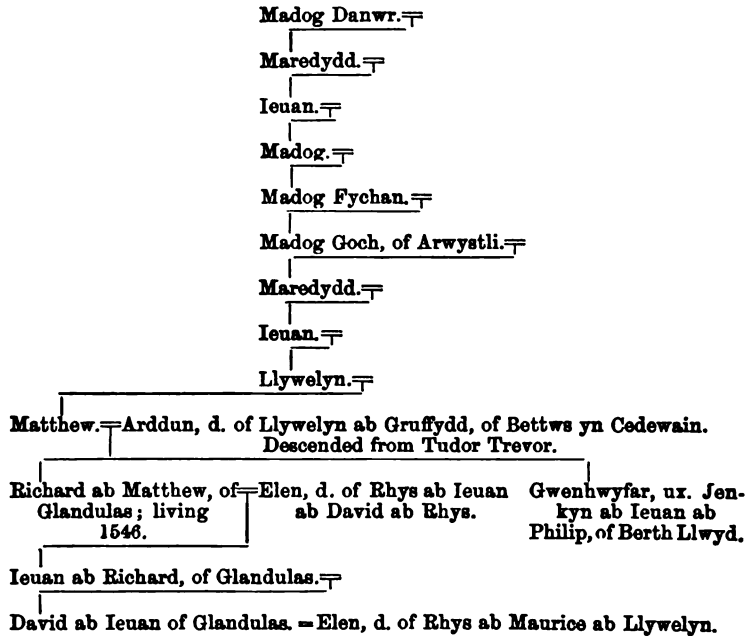 Madog Danwr.
Maredydd.
Ieuan.
Madog.
Madog Fychan.
Madog Goch, of Arwystli.
Maredydd.
Ieuan.
Llywelyn.
Matthew.=Arddun, d. of Llywelyn ab Gruffydd, of Bettws yn Cedewain.
Descended from Tudor Trevor.
Richard ab Matthew, of=Elen, d. of Rhys ab Ieuan
Glandulas; living ab David ab Rhys.
1546.
Gwenhwyfar, ux. Jen-
kyn ab Ieuan ab
Philip, of Berth Llwyd.
Ieuan ab Richard, of Glandulas.
David ab Ieuan of Glandulas.=Elen, d. of Rhys ab Maurice ab Llywelyn.